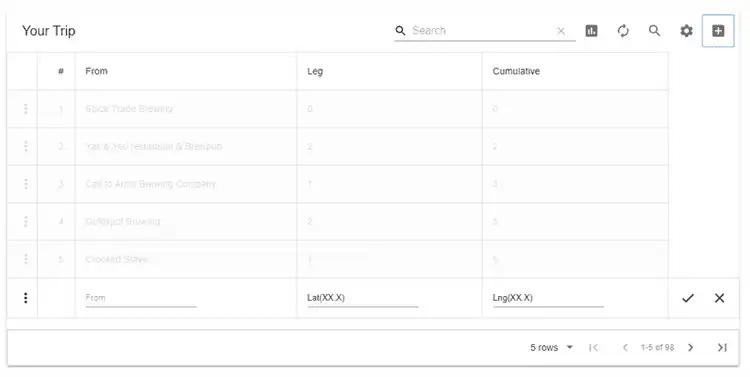 Your Trip
Search
# From Leg Cumulative
1 Spice Trade Brewing 0 0
2 Yak & Yeti Restaurant & Brewpub 2 2
3 Call to Arms Brewing Company 1 3
4 Goldspot Brewing 2 5
5 Crooked Stave 1 6
From Lat(XX.X) Lng(XX.X)
5 rows 1-5 of 98